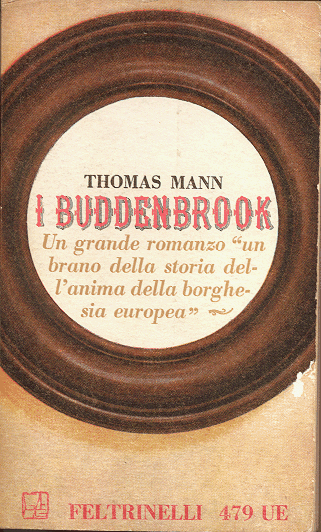 THOMAS MANN
I BUDDENBROOK
Un grande romanzo “un
brano della storia del-
l’anima della borghe-
sia europea”
FELTRINELLI 479 UE